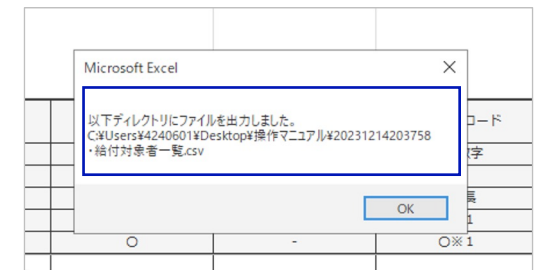 Microsoft Excel
以下ディレクトリにファイルを出力しました。
C:¥Users¥4240601¥Desktop¥操作マニュアル¥20231214203758
・給付対象者一覧.csv
コード
字
長
OK
1
○
-
○※1